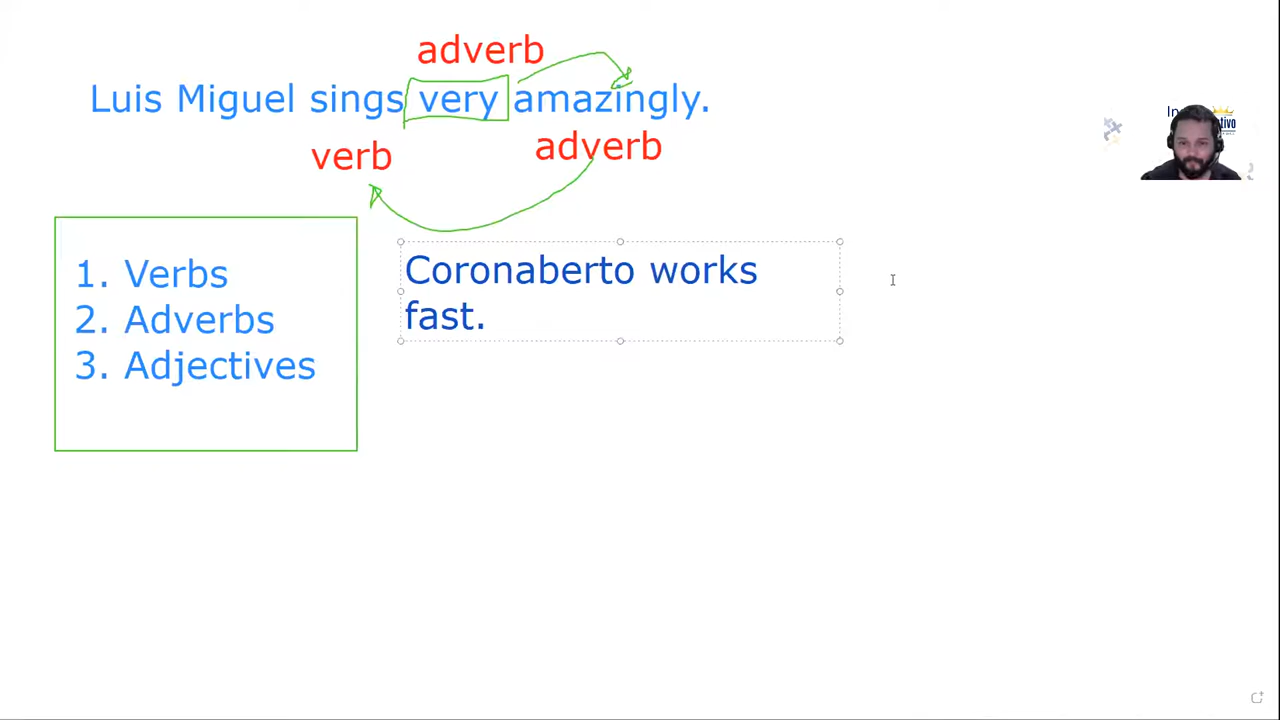 adverb
Luis Miguel sings very amazingly.
verb
adverb
1. Verbs
2. Adverbs
3. Adjectives
Coronaberto works
fast.